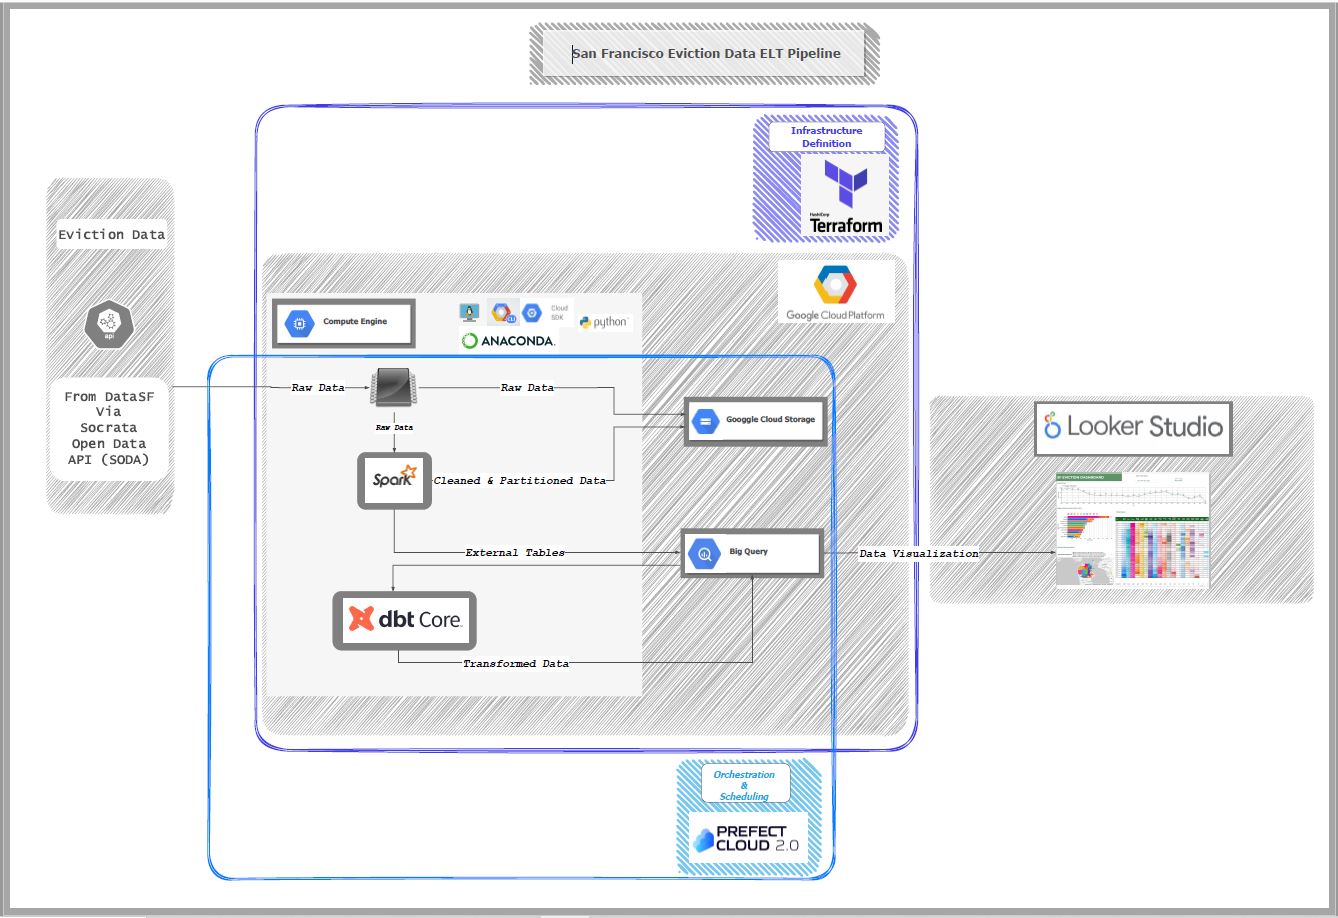 San Francisco Eviction Data ELT Pipeline
Infrastructure
Definition
HashiCorp
Terraform
Eviction Data
api
From DataSF
Via
Socrata
Open Data
API (SODA)
Google Cloud Platform
Compute Engine
Cloud
SDK
python
ANACONDA.
Raw Data
Raw Data
Raw Data
Googgle Cloud Storage
Spark
Cleaned & Partitioned Data
External Tables
Big Query
Data Visualization
dbt Core
Transformed Data
Looker Studio
EVICTION DASHBOARD
Orchestration
&
Scheduling
PREFECT
CLOUD 2.0